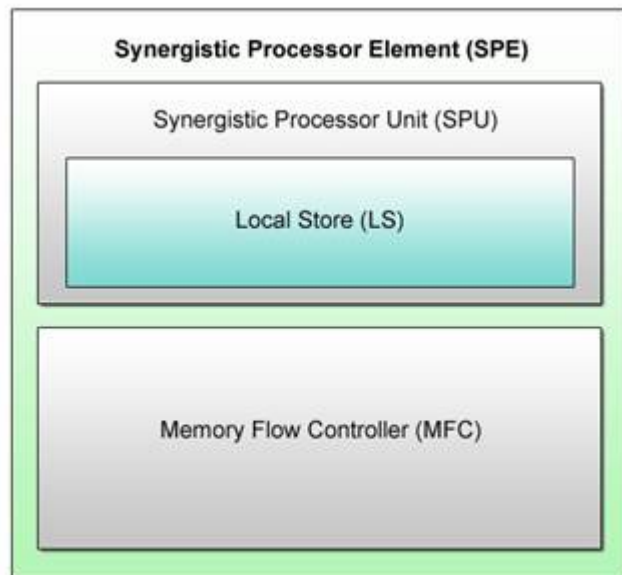 Synergistic Processor Element (SPE)
Synergistic Processor Unit (SPU)
Local Store (LS)
Memory Flow Controller (MFC)